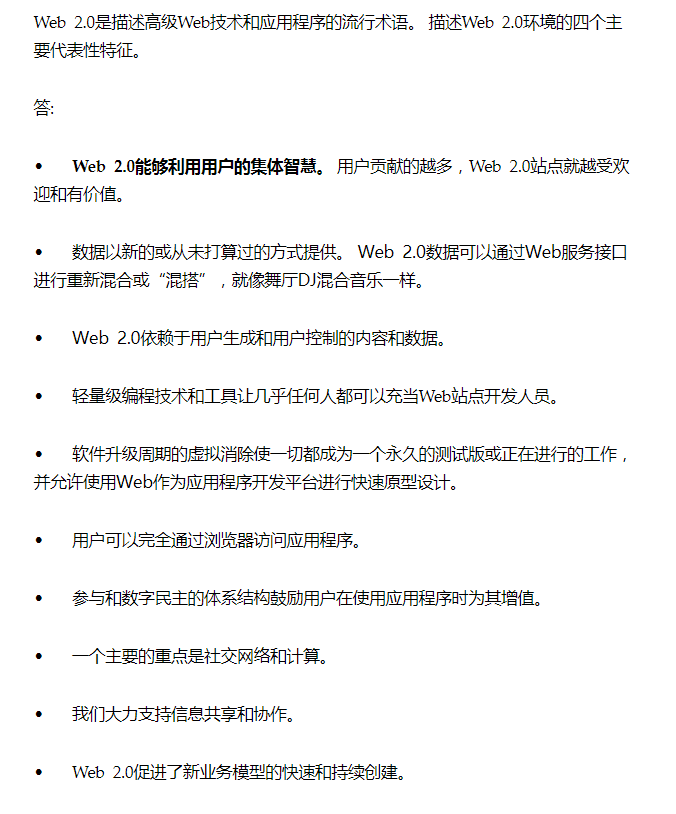 Web 2.0是描述高级Web技术和应用程序的流行术语。 描述Web 2.0环境的四个主
要代表性特征。
答:
• Web 2.0能够利用用户的集体智慧。 用户贡献的越多，Web 2.0站点就越受欢
迎和有价值。
• 数据以新的或从未打算过的方式提供。 Web 2.0数据可以通过Web服务接口
进行重新混合或“混搭”，就像舞厅DJ混合音乐一样。
• Web 2.0依赖于用户生成和用户控制的内容和数据。
• 轻量级编程技术和工具让几乎任何人都可以充当Web站点开发人员。
• 软件升级周期的虚拟消除使一切都成为一个永久的测试版或正在进行的工作，
并允许使用Web作为应用程序开发平台进行快速原型设计。
• 用户可以完全通过浏览器访问应用程序。
• 参与和数字民主的体系结构鼓励用户在使用应用程序时为其增值。
• 一个主要的重点是社交网络和计算。
• 我们大力支持信息共享和协作。
• Web 2.0促进了新业务模型的快速和持续创建。